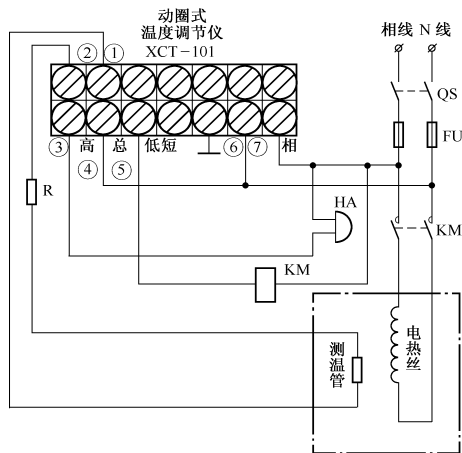 动圈式
温度调节仪
XCT-101
② ①
相线 N 线
QS
FU
③ 高 总 低 短 ⑥ ⑦ 相
④ ⑤
R
HA
KM
KM
测温管
电热丝